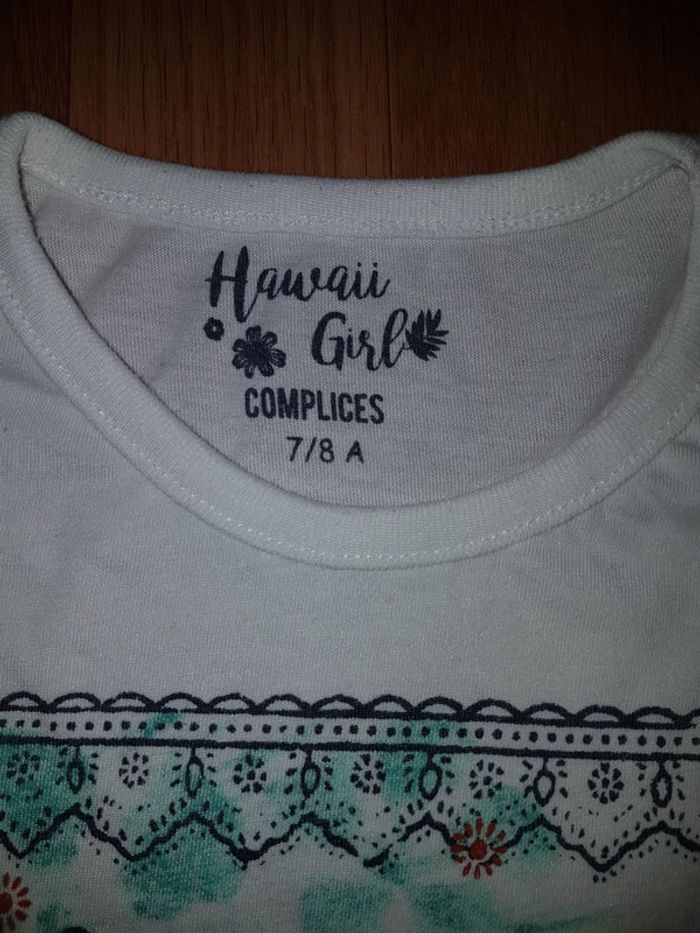 Hawaii
Girl
COMPLICES
7/8 A